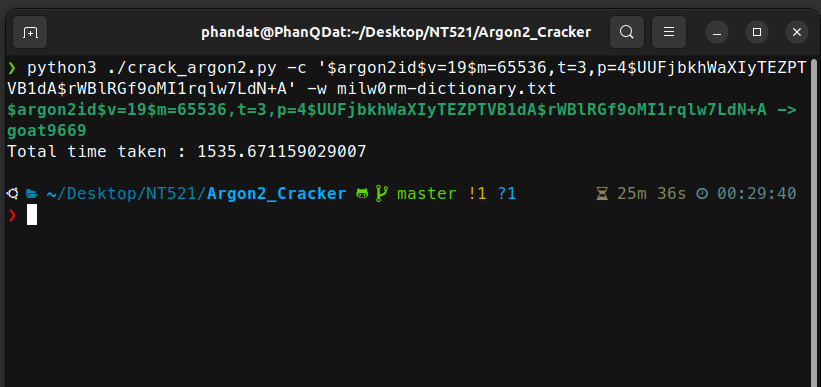 phandat@PhanQDat:~/Desktop/NT521/Argon2_Cracker
❯ python3 ./crack_argon2.py -c '$argon2id$v=19$m=65536,t=3,p=4$UUFjbkhWaXIyTEZPT
VB1dA$rWBlRGf9oMI1rqlw7LdN+A' -w milw0rm-dictionary.txt
$argon2id$v=19$m=65536,t=3,p=4$UUFjbkhWaXIyTEZPTVB1dA$rWBlRGf9oMI1rqlw7LdN+A ->
goat9669
Total time taken : 1535.671159029007
~/Desktop/NT521/Argon2_Cracker master !1 ?1 25m 36s 00:29:40
❯